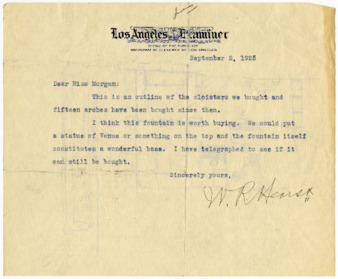 Los Angeles Examiner
September 2, 1925
Dear Miss Morgan:
This is an outline of the cloisters we bought and
fifteen arches have been bought since then.
I think this fountain is worth buying. We could put
a statue of Venus or something on the top and the fountain itself
constitutes a wonderful base. I have telegraphed to see if it
can still be bought.
Sincerely yours,
W. R. Hearst